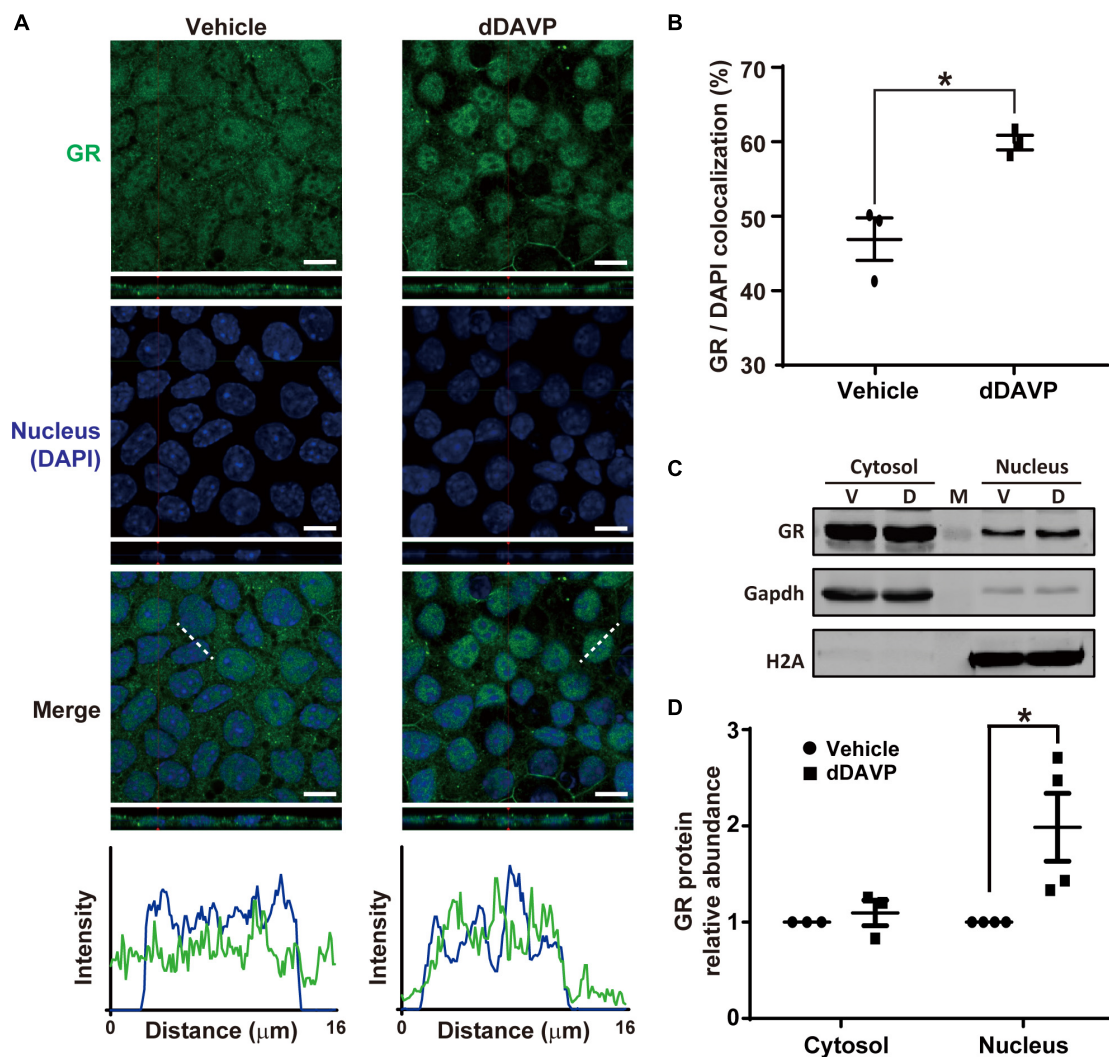 A
Vehicle
dDAVP
GR
Nucleus
(DAPI)
Merge
Intensity
0
Distance (μm)
16
Intensity
0
Distance (μm)
16
B
GR / DAPI colocalization (%)
70
60
50
40
30
*
Vehicle
dDAVP
C
Cytosol
Nucleus
V D M V D
GR
Gapdh
H2A
D
GR protein
relative abundance
3
2
1
0
Vehicle
dDAVP
*
Cytosol
Nucleus